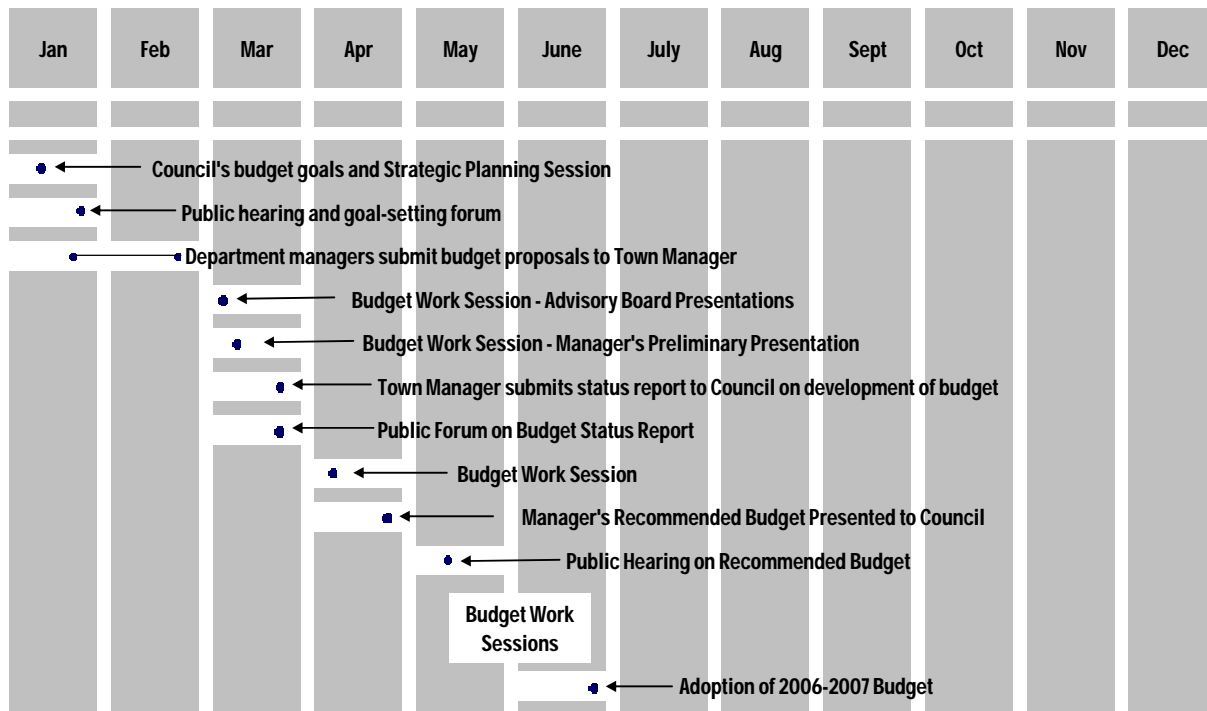 Jan Feb Mar Apr May June July Aug Sept Oct Nov Dec
Council's budget goals and Strategic Planning Session
Public hearing and goal-setting forum
Department managers submit budget proposals to Town Manager
Budget Work Session - Advisory Board Presentations
Budget Work Session - Manager's Preliminary Presentation
Town Manager submits status report to Council on development of budget
Public Forum on Budget Status Report
Budget Work Session
Manager's Recommended Budget Presented to Council
Public Hearing on Recommended Budget
Budget Work
Sessions
Adoption of 2006-2007 Budget